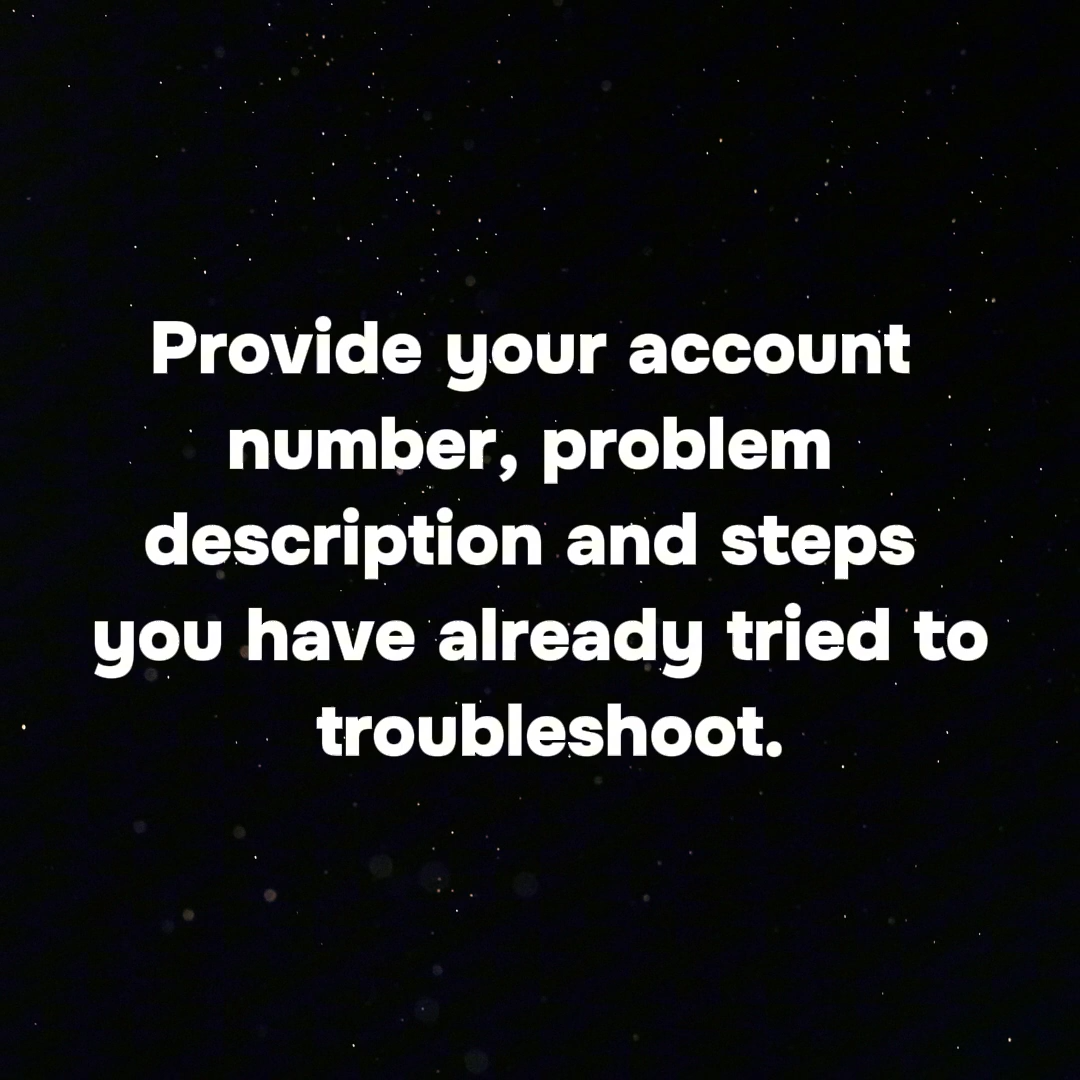 Provide your account
number, problem
description and steps
you have already tried to
troubleshoot.